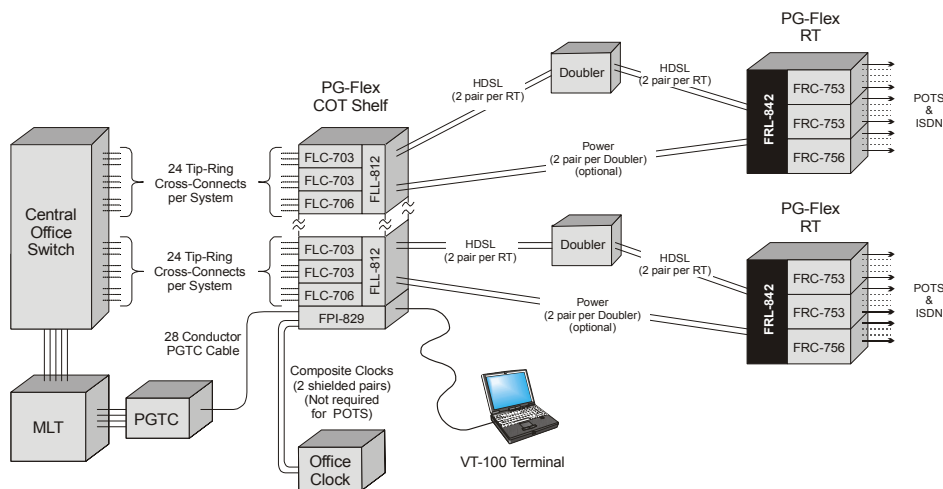 PG-Flex
RT
PG-Flex
COT Shelf
Doubler
HDSL
(2 pair per RT)
HDSL
(2 pair per RT)
FRL-842
FRC-753
FRC-753
FRC-756
POTS
&
ISDN
Power
(2 pair per Doubler)
(optional)
Central
Office
Switch
24 Tip-Ring
Cross-Connects
per System
FLC-703
FLC-703
FLC-706
FLL-812
PG-Flex
RT
24 Tip-Ring
Cross-Connects
per System
FLC-703
FLC-703
FLC-706
FLL-812
FPI-829
HDSL
(2 pair per RT)
Doubler
HDSL
(2 pair per RT)
Power
(2 pair per Doubler)
(optional)
FRL-842
FRC-753
FRC-753
FRC-756
POTS
&
ISDN
28 Conductor
PGTC Cable
Composite Clocks
(2 shielded pairs)
(Not required
for POTS)
MLT
PGTC
Office
Clock
VT-100 Terminal